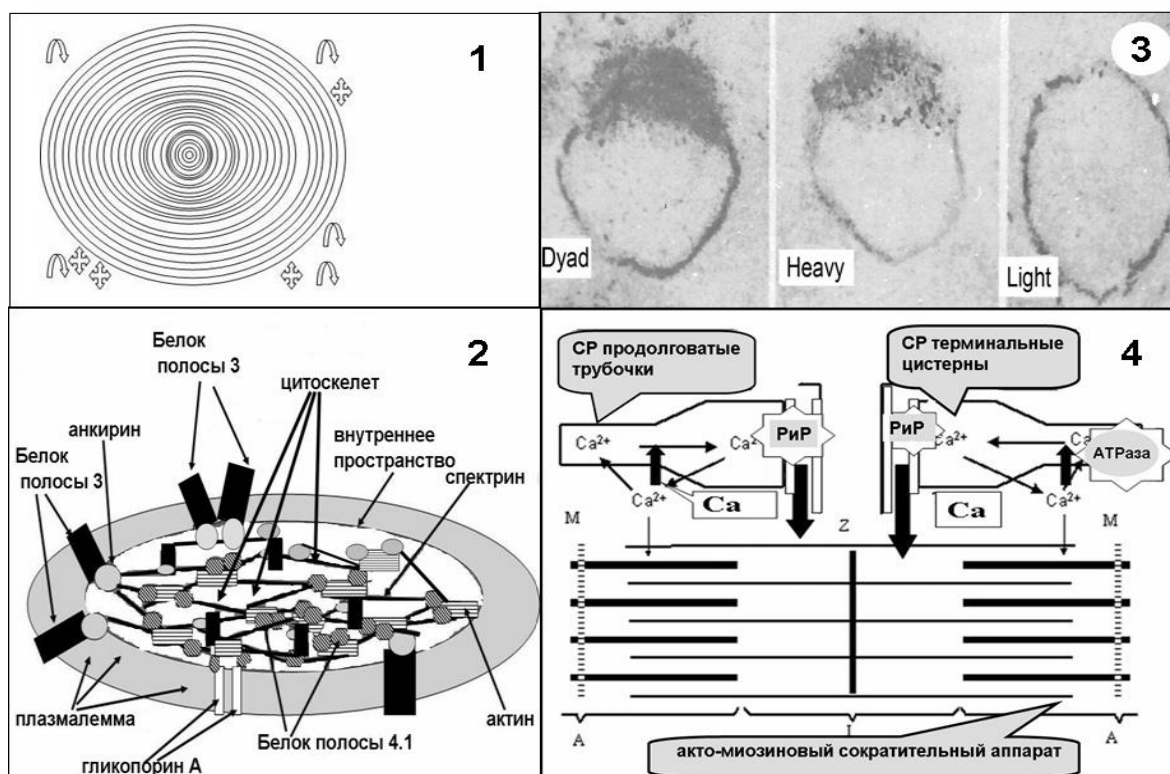 1
3
Dyad
Heavy
Light
2
Белок
полосы 3
цитоскелет
анкирин
внутреннее
пространство
Белок
полосы 3
спектрин
плазмалемма
актин
Белок полосы 4.1
гликопорин А
4
СР продолговатые
трубочки
СР терминальные
цистерны
РиР
РиР
Ca²⁺
Ca²⁺
Ca²⁺
Ca²⁺
АТРаза
Ca²⁺
Ca
Ca
Ca²⁺
M
Z
M
A
A
акто-миозиновый сократительный аппарат